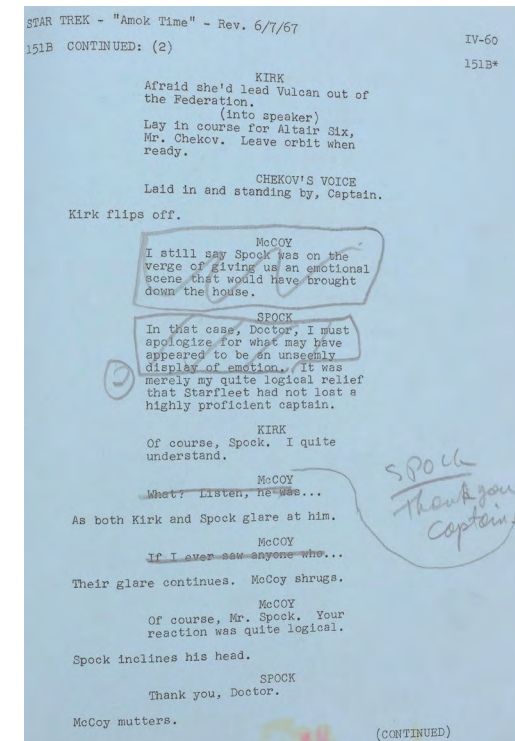 STAR TREK - "Amok Time" - Rev. 6/7/67
IV-60
151B CONTINUED: (2)
151B*
KIRK
Afraid she'd lead Vulcan out of
the Federation.
(into speaker)
Lay in course for Altair Six,
Mr. Chekov. Leave orbit when
ready.
CHEKOV'S VOICE
Laid in and standing by, Captain.
Kirk flips off.
McCOY
I still say Spock was on the
verge of giving us an emotional
scene that would have brought
down the house.
SPOCK
In that case, Doctor, I must
apologize for what may have
appeared to be an unseemly
display of emotion. It was
merely my quite logical relief
that Starfleet had not lost a
highly proficient captain.
KIRK
Of course, Spock. I quite
understand.
SPOCK
Thank you
Captain.
McCOY
What? Listen, he was...
As both Kirk and Spock glare at him.
McCOY
If I ever saw anyone who...
Their glare continues. McCoy shrugs.
McCOY
Of course, Mr. Spock. Your
reaction was quite logical.
Spock inclines his head.
SPOCK
Thank you, Doctor.
McCoy mutters.
(CONTINUED)